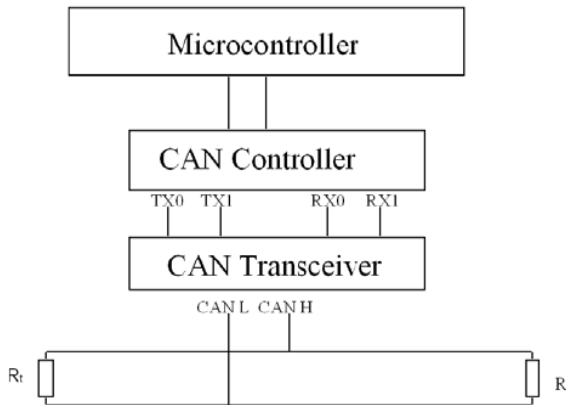 Microcontroller
CAN Controller
TX0 TX1 RX0 RX1
CAN Transceiver
CAN L CAN H
Rt R